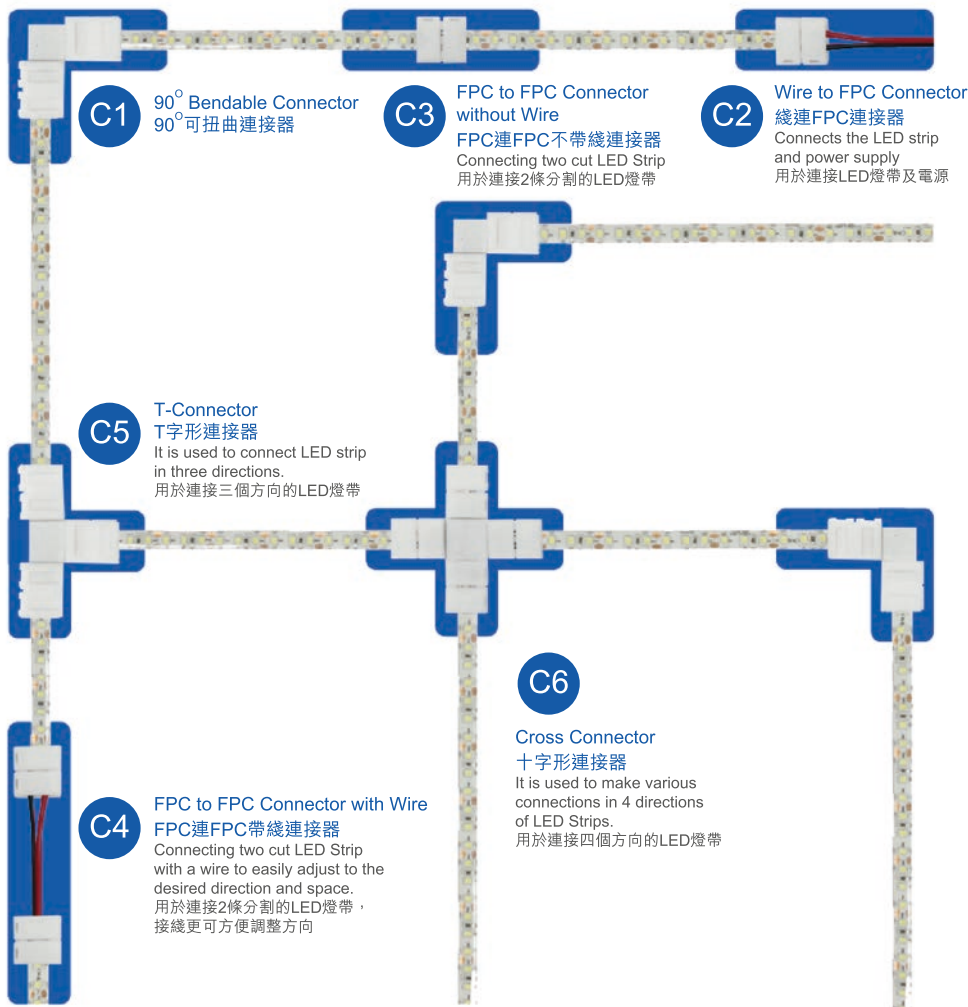 C1
90° Bendable Connector
90°可扭曲連接器
C3
FPC to FPC Connector
without Wire
FPC連FPC不帶綫連接器
Connecting two cut LED Strip
用於連接2條分割的LED燈帶
C2
Wire to FPC Connector
綫連FPC連接器
Connects the LED strip
and power supply
用於連接LED燈帶及電源
C5
T-Connector
T字形連接器
It is used to connect LED strip
in three directions.
用於連接三個方向的LED燈帶
C6
Cross Connector
十字形連接器
It is used to make various
connections in 4 directions
of LED Strips.
用於連接四個方向的LED燈帶
C4
FPC to FPC Connector with Wire
FPC連FPC帶綫連接器
Connecting two cut LED Strip
with a wire to easily adjust to the
desired direction and space.
用於連接2條分割的LED燈帶，
接綫更可方便調整方向